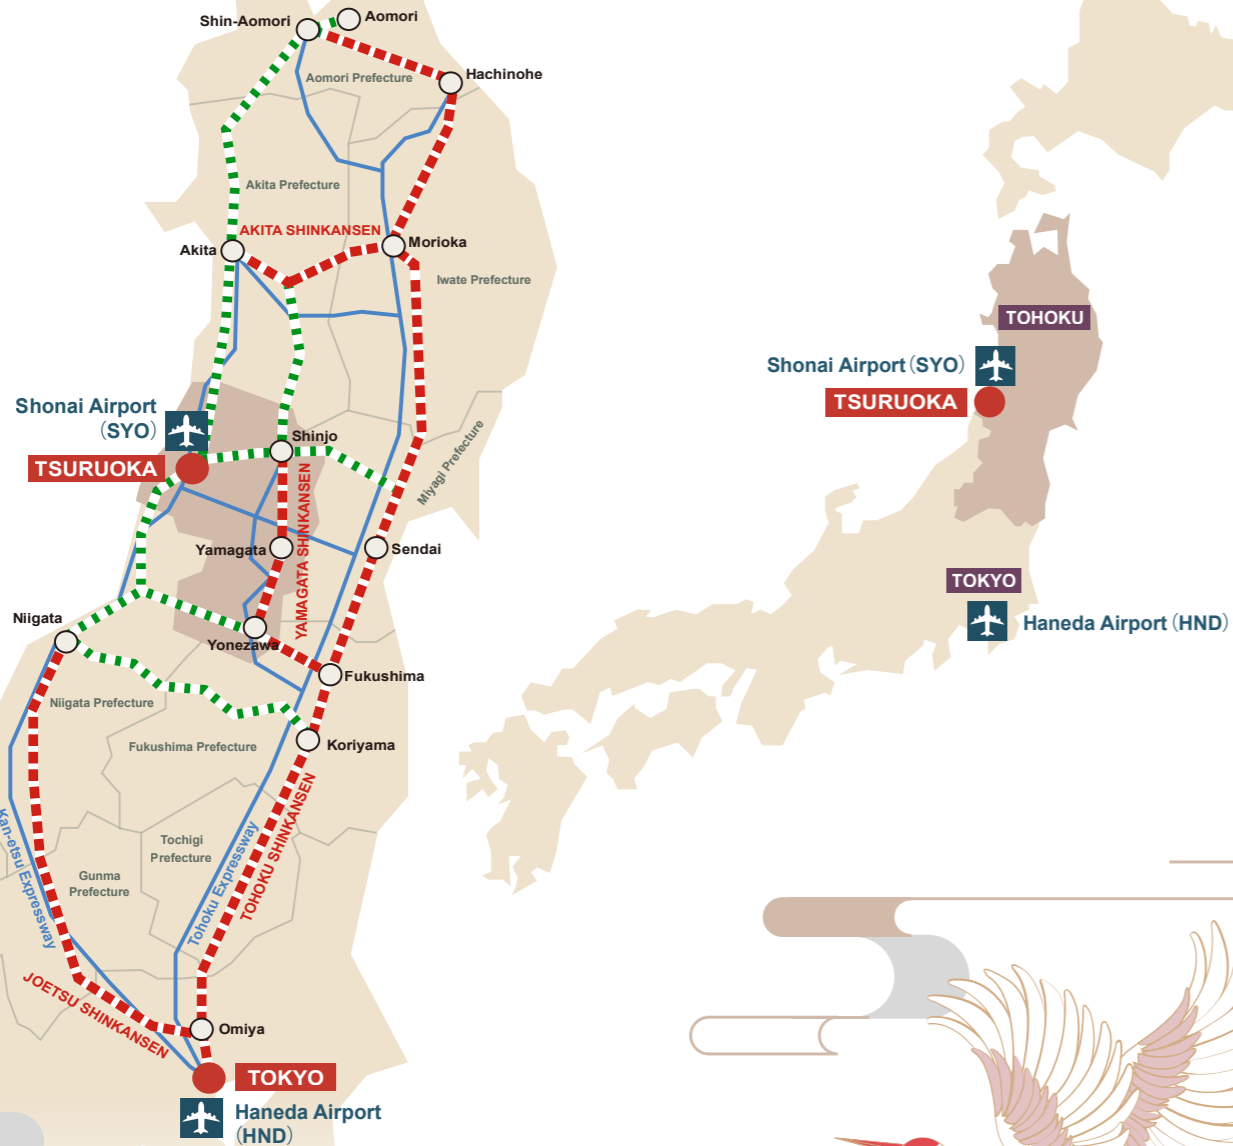 Aomori
Shin-Aomori
Hachinohe
Aomori Prefecture
Akita Prefecture
AKITA SHINKANSEN
Akita
Morioka
Iwate Prefecture
Shonai Airport
(SYO)
TSURUOKA
Shinjo
Miyagi Prefecture
YAMAGATA SHINKANSEN
Yamagata
Sendai
Niigata
Yonezawa
Fukushima
Niigata Prefecture
Fukushima Prefecture
Koriyama
TOHOKU SHINKANSEN
Tohoku Expressway
Kan-etsu Expressway
Tochigi
Prefecture
Gunma
Prefecture
JOETSU SHINKANSEN
Omiya
TOKYO
Haneda Airport
(HND)
TOHOKU
Shonai Airport (SYO)
TSURUOKA
TOKYO
Haneda Airport (HND)